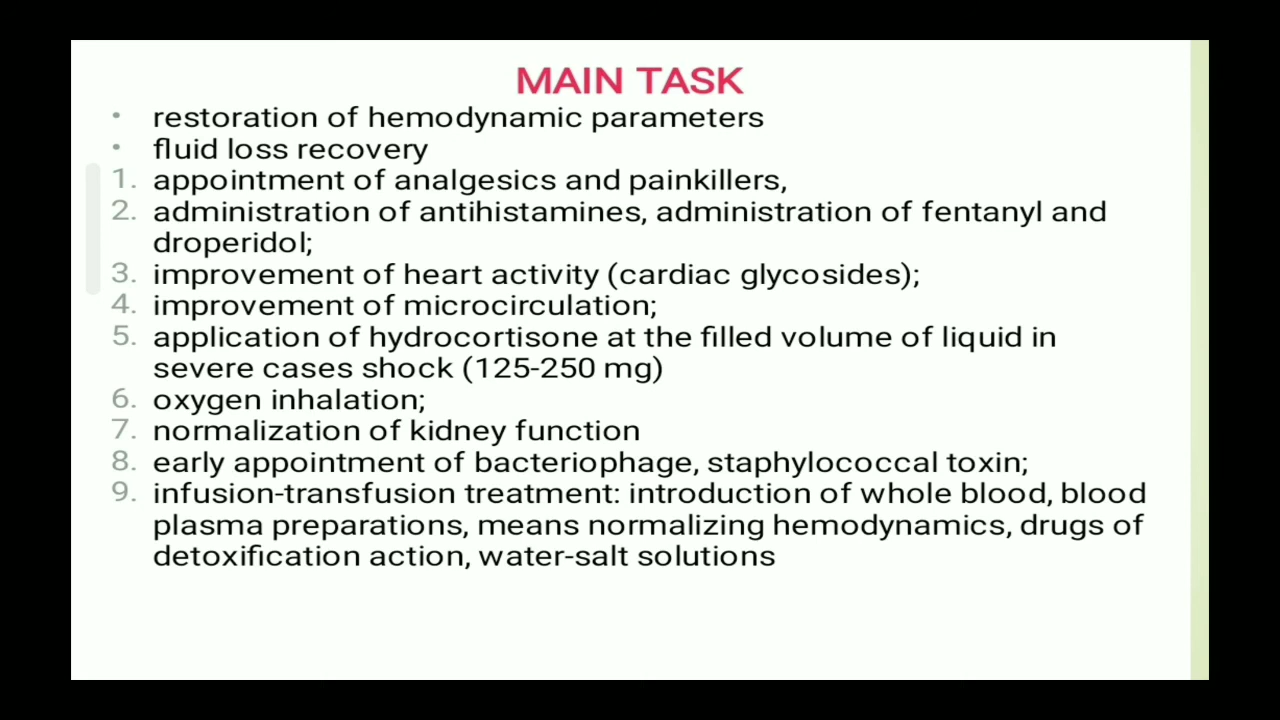 MAIN TASK
• restoration of hemodynamic parameters
• fluid loss recovery
1. appointment of analgesics and painkillers,
2. administration of antihistamines, administration of fentanyl and
droperidol;
3. improvement of heart activity (cardiac glycosides);
4. improvement of microcirculation;
5. application of hydrocortisone at the filled volume of liquid in
severe cases shock (125-250 mg)
6. oxygen inhalation;
7. normalization of kidney function
8. early appointment of bacteriophage, staphylococcal toxin;
9. infusion-transfusion treatment: introduction of whole blood, blood
plasma preparations, means normalizing hemodynamics, drugs of
detoxification action, water-salt solutions